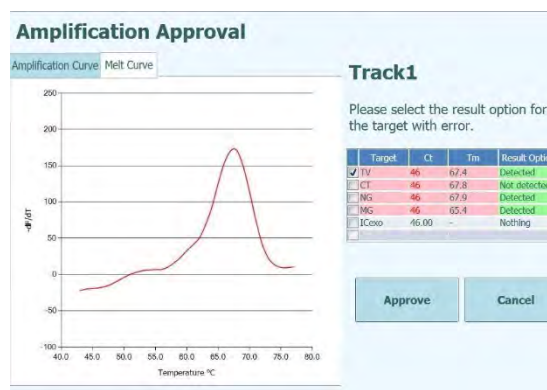 Amplification Approval
Amplification Curve Melt Curve
250
200
150
100
50
0
-50
-100
-dF/dT
40.0 45.0 50.0 55.0 60.0 65.0 70.0 75.0 80.0
Temperature °C
Track1
Please select the result option for
the target with error.
Target Ct Tm Result Optio
TV 46 67.4 Detected
CT 46 67.8 Not detected
NG 46 67.9 Detected
MG 46 65.4 Detected
ICexo 46.00 - Nothing
Approve Cancel